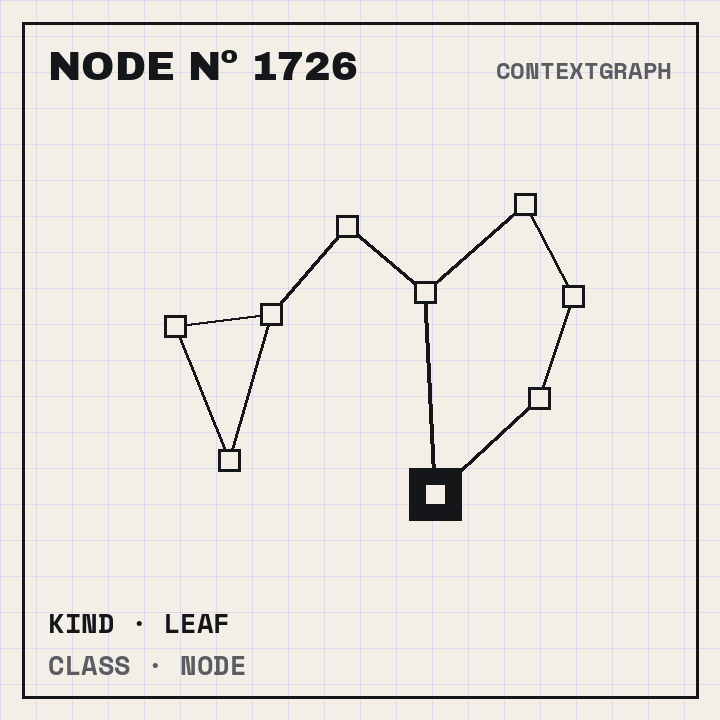 NODE Nº 1726
CONTEXTGRAPH
KIND · LEAF
CLASS · NODE